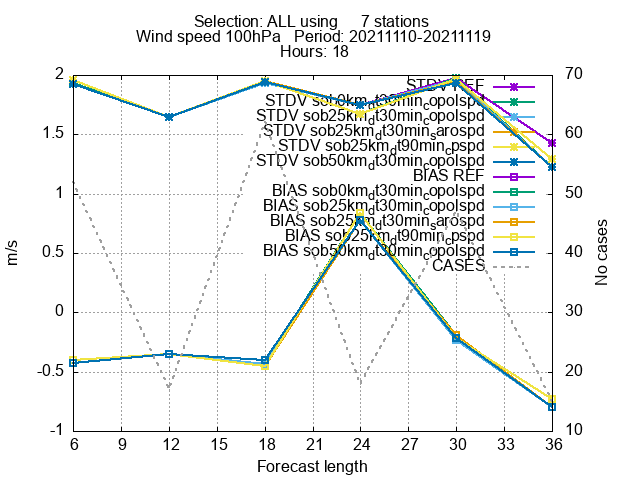 Selection: ALL using 7 stations
Wind speed 100hPa Period: 20211110-20211119
Hours: 18
STDV REF
STDV sob0km_dt30min_copolspd
STDV sob25km_dt30min_copolspd
STDV sob25km_dt30min_sarospd
STDV sob25km_dt90min_cpspd
STDV sob50km_dt30min_copolspd
BIAS REF
BIAS sob0km_dt30min_copolspd
BIAS sob25km_dt30min_copolspd
BIAS sob25km_dt30min_sarospd
BIAS sob25km_dt90min_cpspd
BIAS sob50km_dt30min_copolspd
CASES
2
1.5
1
0.5
0
-0.5
-1
m/s
70
60
50
40
30
20
10
No cases
6 9 12 15 18 21 24 27 30 33 36
Forecast length